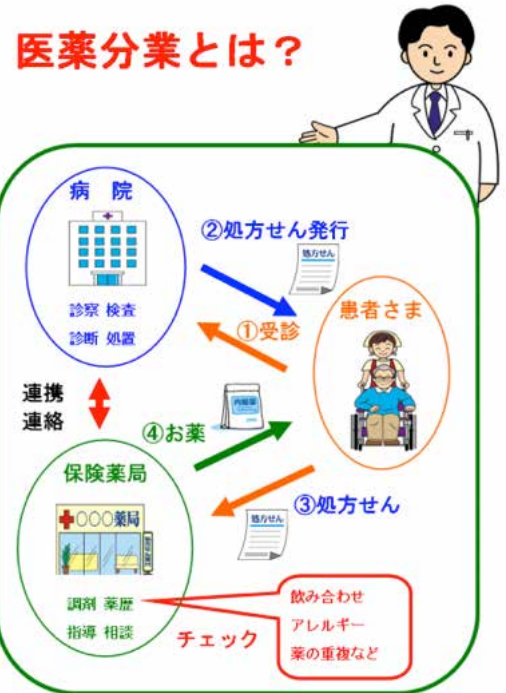 医薬分業とは？
病　院
②処方せん発行
処方せん
診察 検査
診断 処置
①受診
患者さま
連携
連絡
④お薬
内服薬
保険薬局
③処方せん
○○○薬局
処方せん
調剤 薬歴
指導 相談
チェック
飲み合わせ
アレルギー
薬の重複など